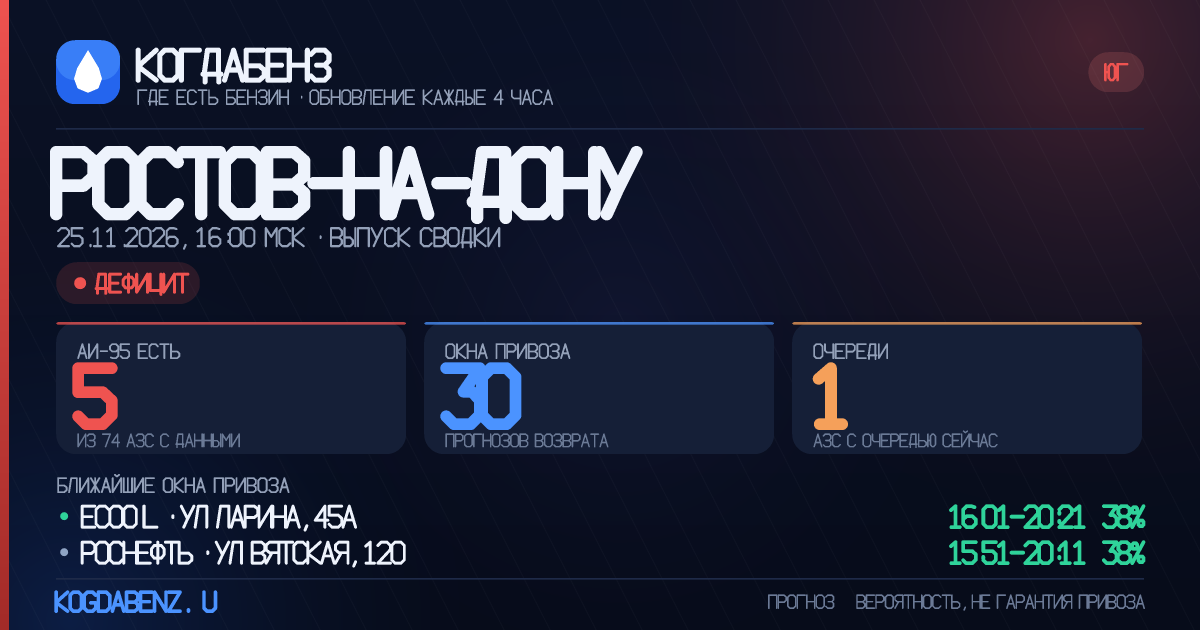 КОГДАБЕНЗ
ГДЕ ЕСТЬ БЕНЗИН · ОБНОВЛЕНИЕ КАЖДЫЕ 4 ЧАСА
ЮГ
РОСТОВ-НА-ДОНУ
25.11.2026, 16:00 МСК · ВЫПУСК СВОДКИ
• ДЕФИЦИТ
АИ-95 ЕСТЬ
5
ИЗ 74 АЗС С ДАННЫМИ
ОКНА ПРИВОЗА
30
ПРОГНОЗОВ ВОЗВРАТА
ОЧЕРЕДИ
1
АЗС С ОЧЕРЕДЬЮ СЕЙЧАС
БЛИЖАЙШИЕ ОКНА ПРИВОЗА
• ECOOL · УЛ ЛАРИНА, 45А 16:01-20:21 38%
• РОСНЕФТЬ · УЛ ВЯТСКАЯ, 120 15:51-20:11 38%
KOGDABENZ. U
ПРОГНОЗ ВЕРОЯТНОСТЬ, НЕ ГАРАНТИЯ ПРИВОЗА